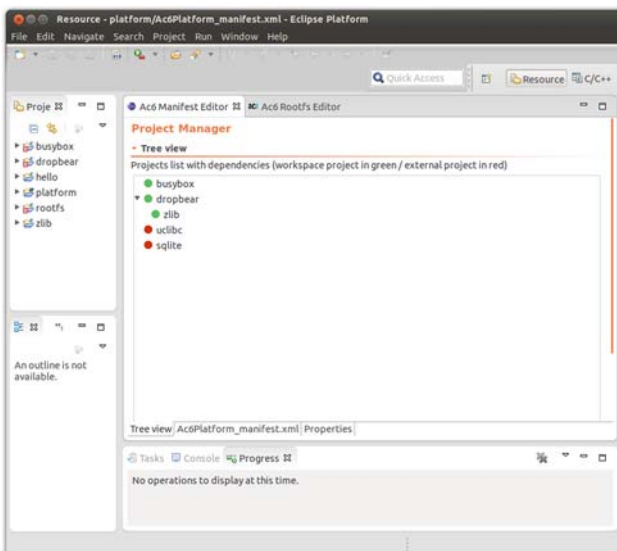 Resource - platform/Ac6Platform_manifest.xml - Eclipse Platform
File Edit Navigate Search Project Run Window Help
Quick Access
Resource
C/C++
Proje
busybox
dropbear
hello
platform
rootfs
zlib
An outline is not
available.
Ac6 Manifest Editor
Ac6 Rootfs Editor
Project Manager
Tree view
Projects list with dependencies (workspace project in green / external project in red)
busybox
dropbear
zlib
uclibc
sqlite
Tree view Ac6Platform_manifest.xml Properties
Tasks Console Progress
No operations to display at this time.